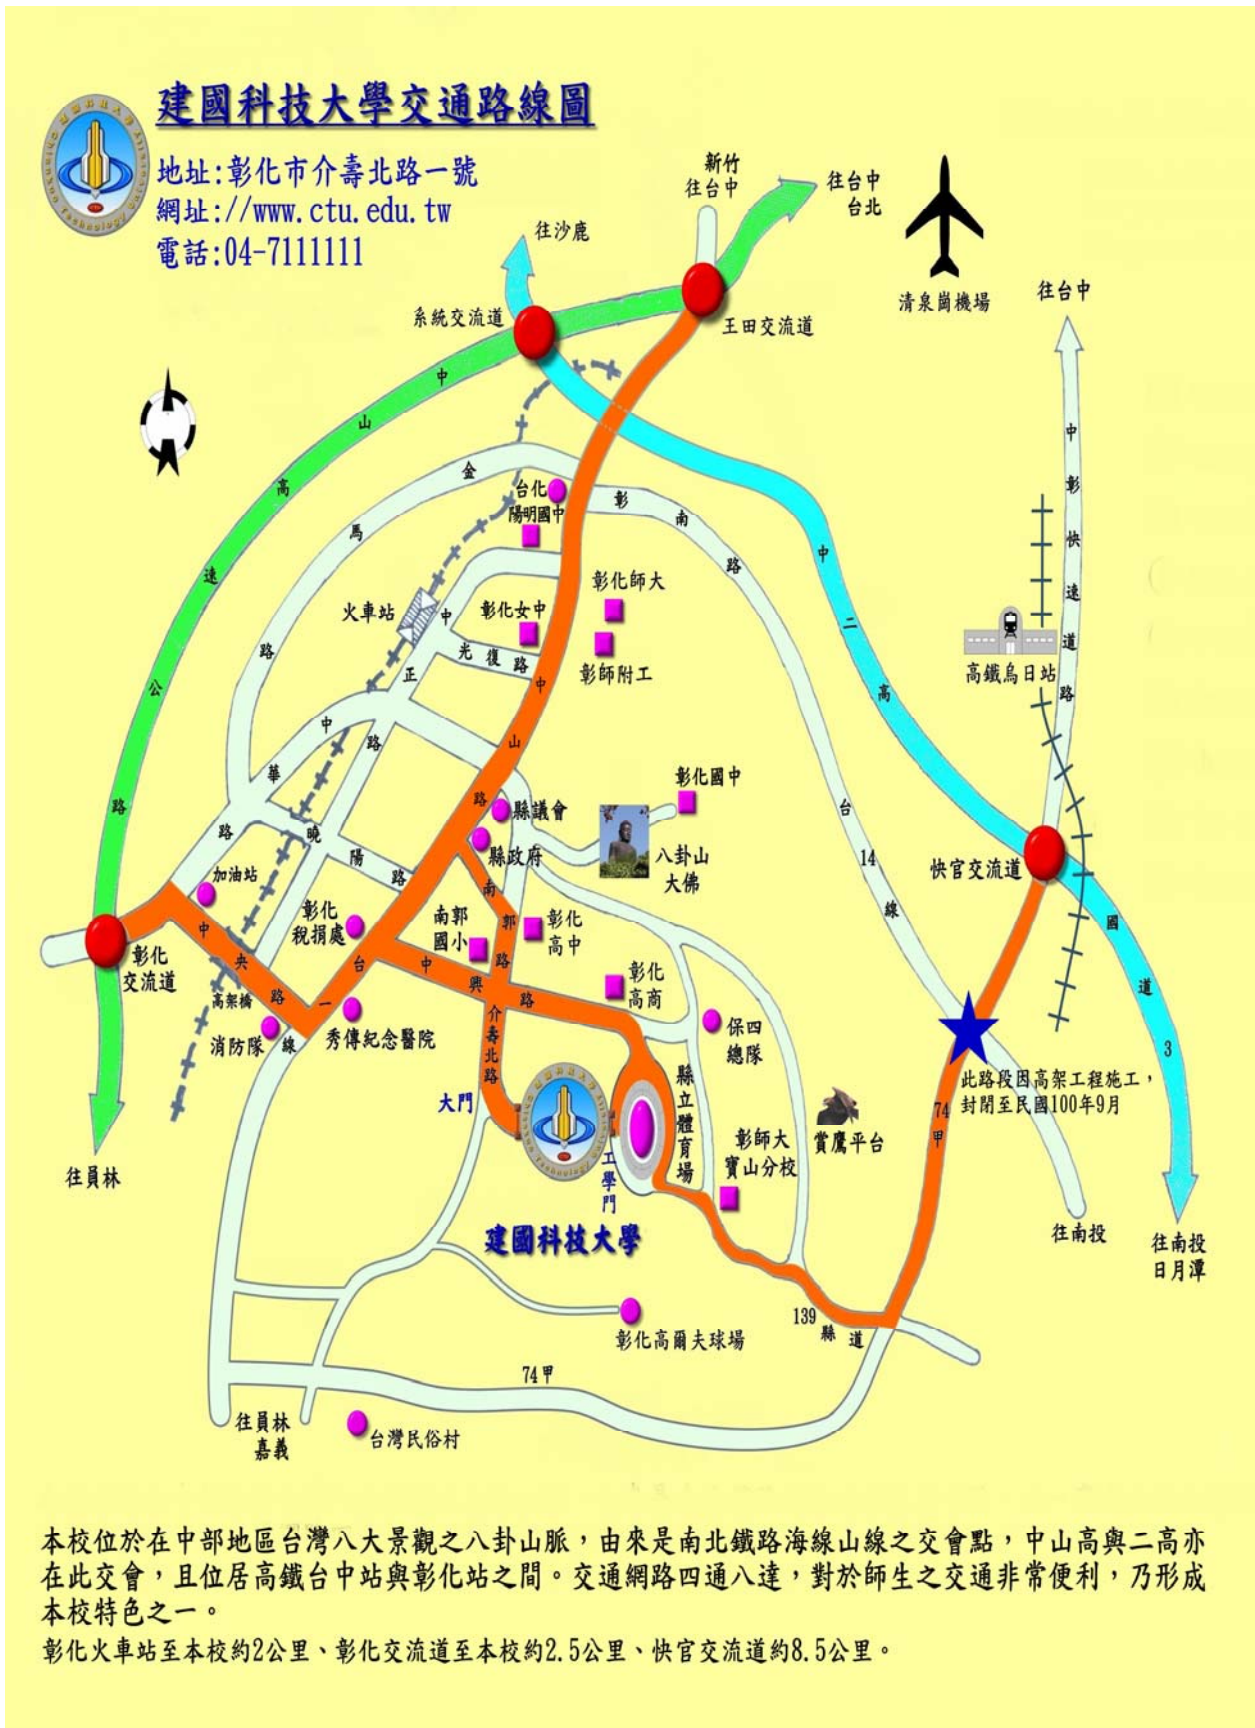 建國科技大學交通路線圖
地址:彰化市介壽北路一號
網址://www.ctu.edu.tw
電話:04-7111111
新竹
往台中
往台中
台北
往沙鹿
清泉崗機場
往台中
系統交流道
王田交流道
中山高速公路
金馬路
台化
陽明國中
彰南路
中二高
中彰快速道路
火車站
中正路
彰化女中
彰化師大
光復路
彰師附工
高鐵烏日站
中華路
中山路
縣議會
縣政府
彰化國中
八卦山
大佛
台14線
快官交流道
曉陽路
加油站
彰化
稅捐處
南郭
國小
南郭路
彰化
高中
彰化
交流道
中央路
高架橋
消防隊
台一線
秀傳紀念醫院
中興路
彰化
高商
保四
總隊
介壽北路
國道3
此路段因高架工程施工，
封閉至民國100年9月
大門
縣立體育場
工學門
彰師大
寶山分校
賞鷹平台
74甲
往員林
建國科技大學
往南投
往南投
日月潭
139縣道
彰化高爾夫球場
74甲
往員林
嘉義
台灣民俗村
本校位於在中部地區台灣八大景觀之八卦山脈，由來是南北鐵路海線山線之交會點，中山高與二高亦
在此交會，且位居高鐵台中站與彰化站之間。交通網路四通八達，對於師生之交通非常便利，乃形成
本校特色之一。
彰化火車站至本校約2公里、彰化交流道至本校約2.5公里、快官交流道約8.5公里。